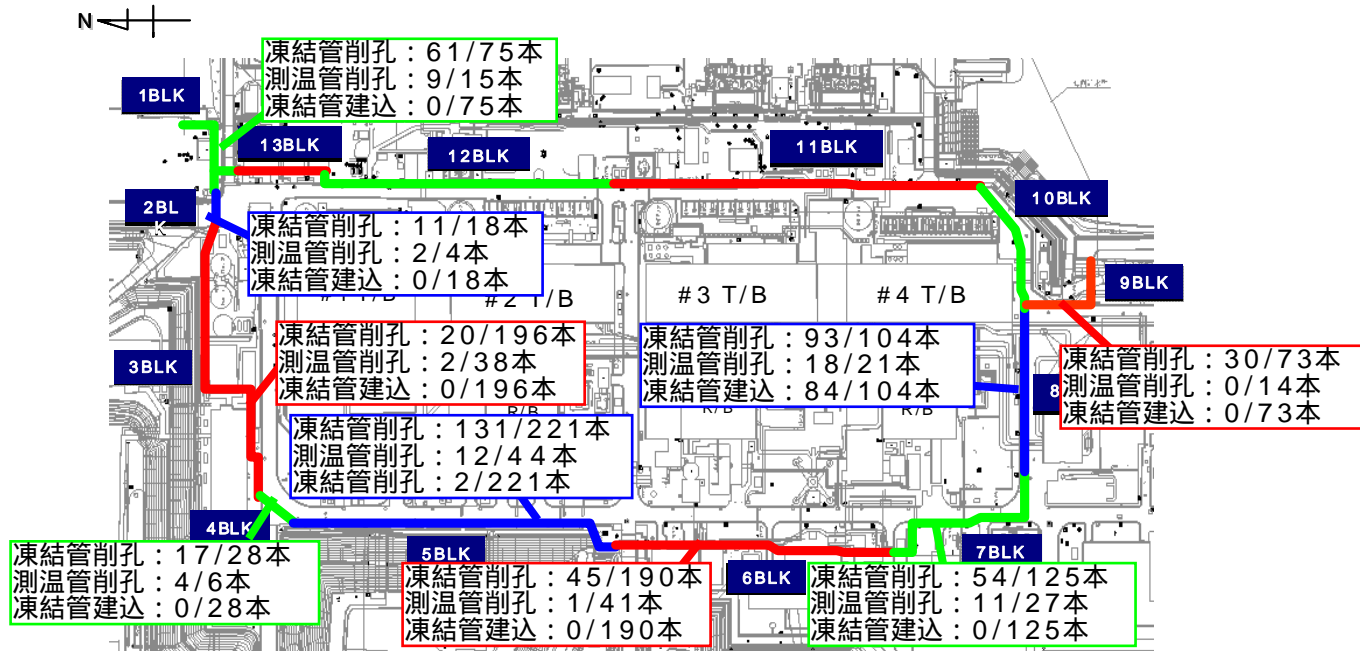 N
凍結管削孔：61/75本
測温管削孔：9/15本
凍結管建込：0/75本
1BLK
13BLK
12BLK
11BLK
10BLK
2BL
K
凍結管削孔：11/18本
測温管削孔：2/4本
凍結管建込：0/18本
#2 T/B
#3 T/B
#4 T/B
9BLK
凍結管削孔：20/196本
測温管削孔：2/38本
凍結管建込：0/196本
凍結管削孔：93/104本
測温管削孔：18/21本
凍結管建込：84/104本
凍結管削孔：30/73本
測温管削孔：0/14本
凍結管建込：0/73本
3BLK
8
R/B
R/B
R/B
凍結管削孔：131/221本
測温管削孔：12/44本
凍結管削孔：2/221本
4BLK
5BLK
6BLK
7BLK
凍結管削孔：17/28本
測温管削孔：4/6本
凍結管建込：0/28本
凍結管削孔：45/190本
測温管削孔：1/41本
凍結管建込：0/190本
凍結管削孔：54/125本
測温管削孔：11/27本
凍結管建込：0/125本